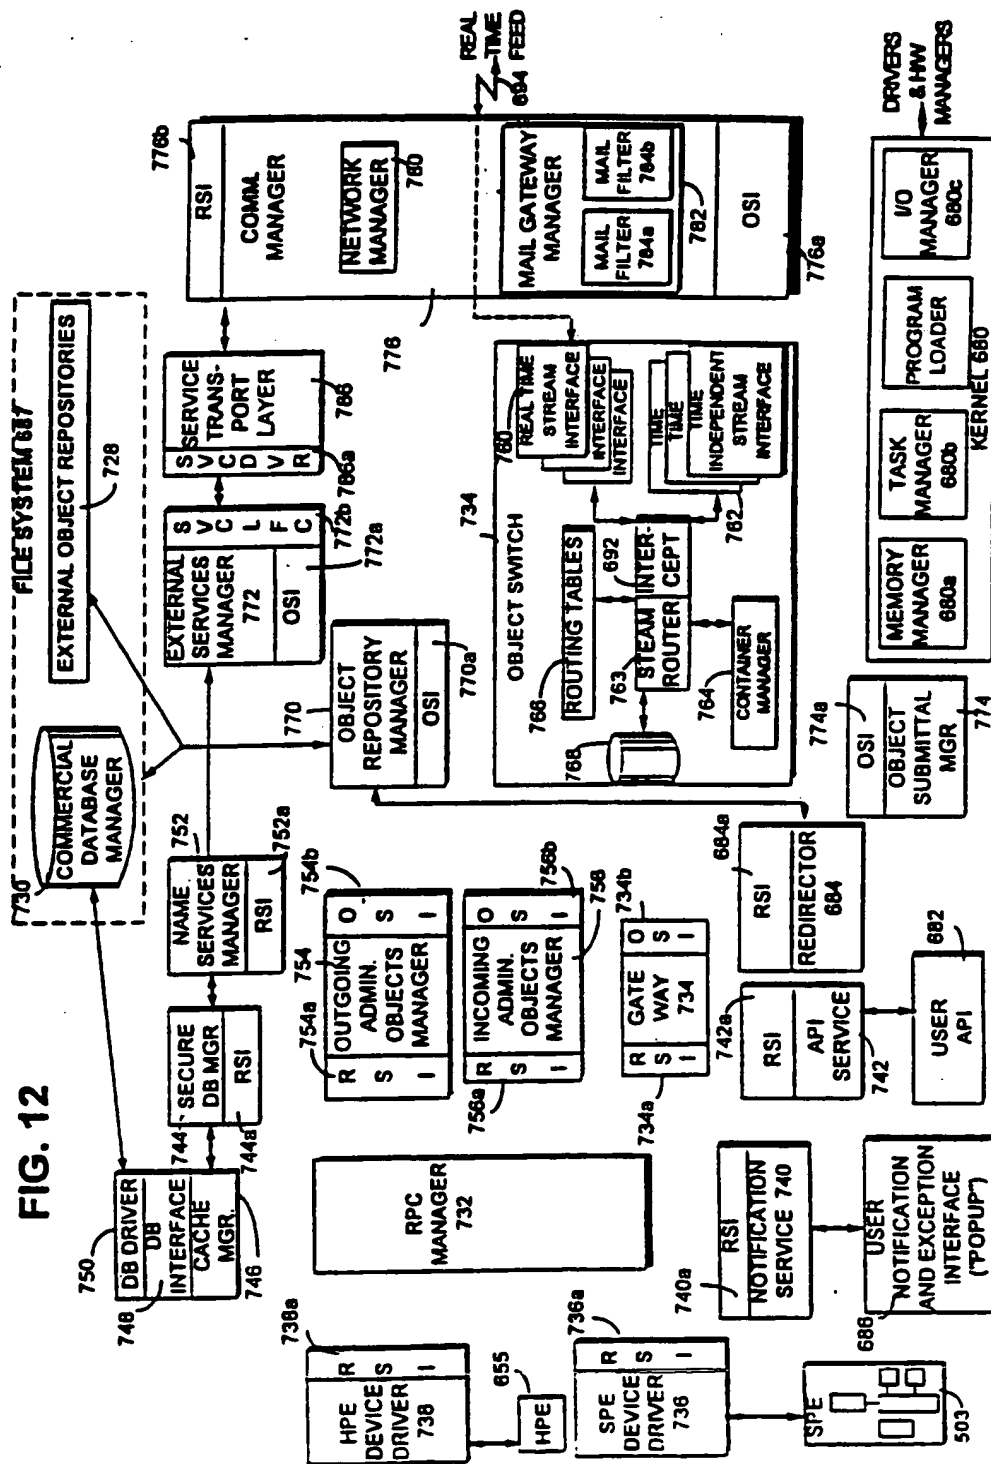 FIG. 12
FILE SYSTEM 687
EXTERNAL OBJECT REPOSITORIES
728
730
COMMERCIAL
DATABASE
MANAGER
750
DB DRIVER
DB
INTERFACE
748
CACHE
MGR.
746
744
SECURE
DB MGR
RSI
744a
NAME
SERVICES
MANAGER
752
RSI
752a
EXTERNAL
SERVICES
MANAGER
772
OSI
772a
S
V
C
L
F
C
772b
S
V
C
D
V
R
786a
SERVICE
TRANS-
PORT
LAYER
786
776b
RSI
COMM.
MANAGER
NETWORK
MANAGER
780
776
REAL
TIME
FEED
694
MAIL GATEWAY
MANAGER
MAIL
FILTER
784a
MAIL
FILTER
784b
782
OSI
776a
738a
HPE
DEVICE
DRIVER
738
R
S
I
655
HPE
736a
SPE
DEVICE
DRIVER
736
R
S
I
SPE
503
RPC
MANAGER
732
754a
R
S
I
754
OUTGOING
ADMIN.
OBJECTS
MANAGER
O
S
I
754b
756a
R
S
I
INCOMING
ADMIN.
OBJECTS
MANAGER
O
S
I
756b
756
734a
R
S
I
GATE
WAY
734
O
S
I
734b
770
OBJECT
REPOSITORY
MANAGER
OSI
770a
734
OBJECT SWITCH
766
ROUTING TABLES
763
STEAM
ROUTER
692
INTER-
CEPT
768
764
CONTAINER
MANAGER
760
REAL TIME
STREAM
INTERFACE
INTERFACE
INTERFACE
TIME
TIME
TIME
INDEPENDENT
STREAM
INTERFACE
762
740a
RSI
NOTIFICATION
SERVICE 740
686
USER
NOTIFICATION
AND EXCEPTION
INTERFACE
("POPUP")
742a
RSI
API
SERVICE
742
USER
API
682
684a
RSI
REDIRECTOR
684
774a
OSI
OBJECT
SUBMITTAL
MGR
774
MEMORY
MANAGER
680a
TASK
MANAGER
680b
PROGRAM
LOADER
I/O
MANAGER
680c
KERNEL 680
DRIVERS
& H/W
MANAGERS